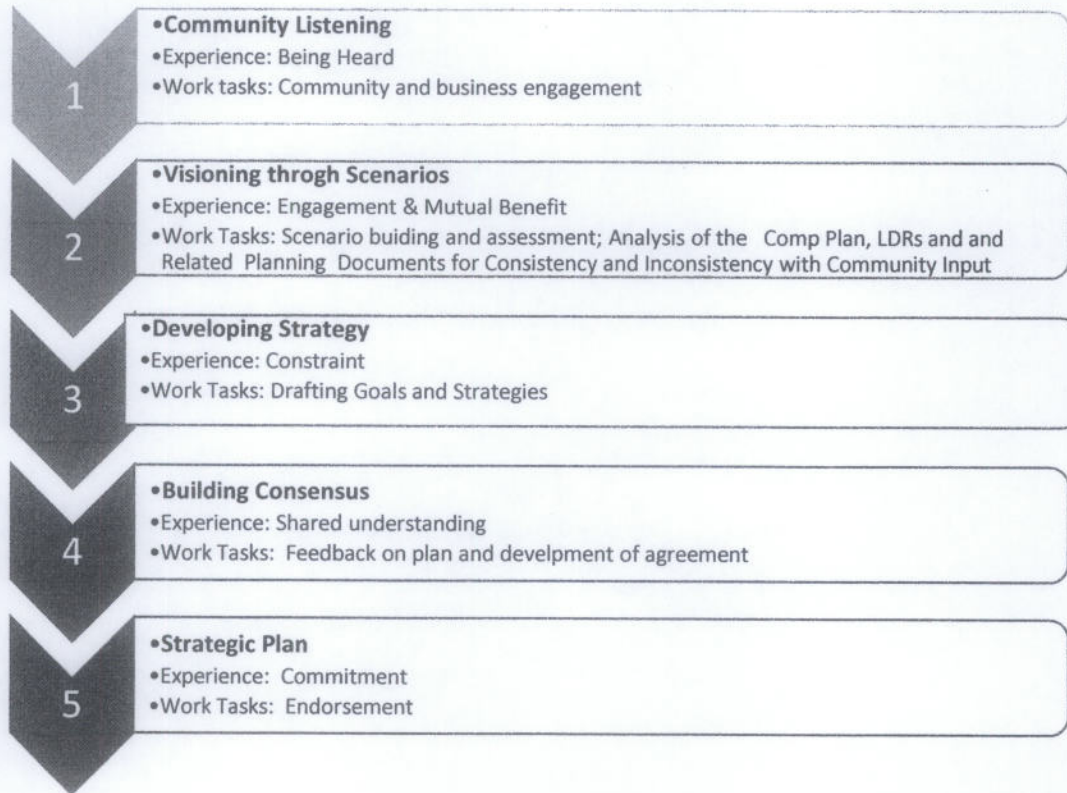 1
•Community Listening
•Experience: Being Heard
•Work tasks: Community and business engagement
2
•Visioning throgh Scenarios
•Experience: Engagement & Mutual Benefit
•Work Tasks: Scenario buiding and assessment; Analysis of the Comp Plan, LDRs and and
Related Planning Documents for Consistency and Inconsistency with Community Input
3
•Developing Strategy
•Experience: Constraint
•Work Tasks: Drafting Goals and Strategies
4
•Building Consensus
•Experience: Shared understanding
•Work Tasks: Feedback on plan and develpment of agreement
5
•Strategic Plan
•Experience: Commitment
•Work Tasks: Endorsement